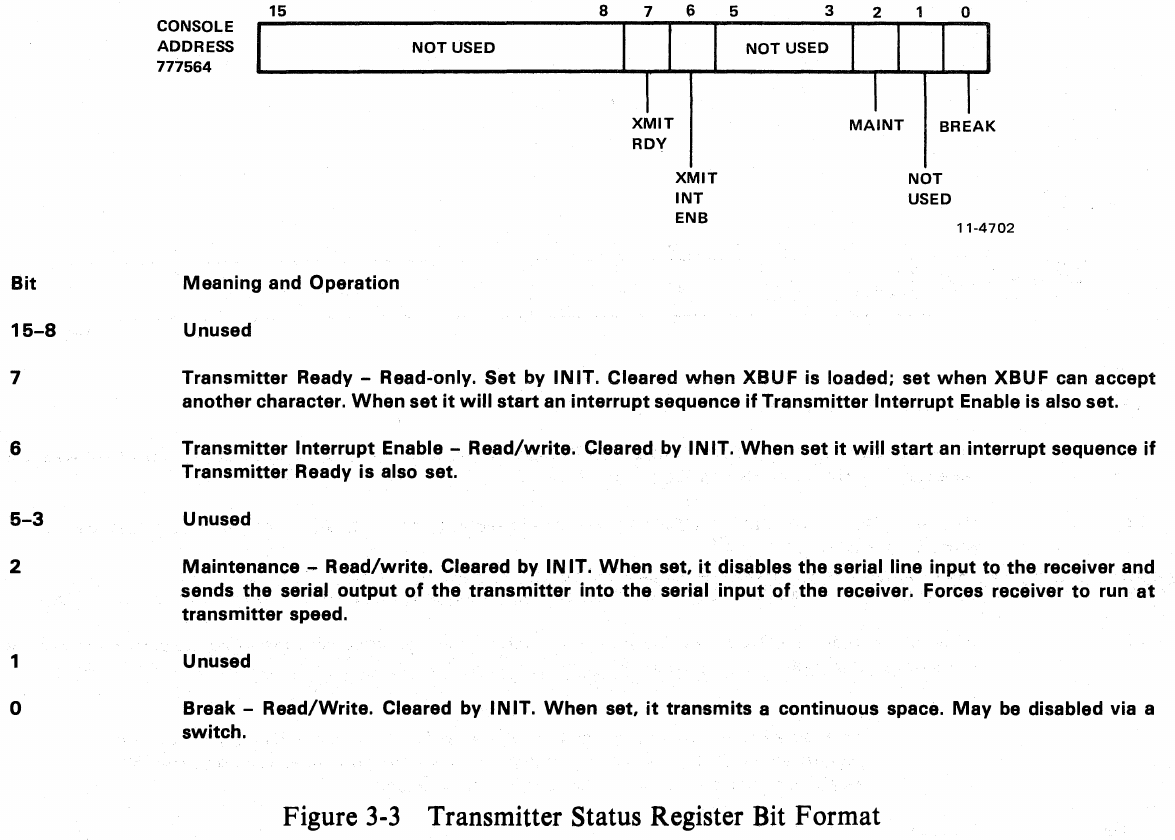 15 8 7 6 5 3 2 1 0
CONSOLE
ADDRESS
777564
NOT USED
NOT USED
XMIT
RDY
MAINT
BREAK
XMIT
INT
ENB
NOT
USED
11-4702
Bit Meaning and Operation
15–8 Unused
7 Transmitter Ready – Read-only. Set by INIT. Cleared when XBUF is loaded; set when XBUF can accept
another character. When set it will start an interrupt sequence if Transmitter Interrupt Enable is also set.
6 Transmitter Interrupt Enable – Read/write. Cleared by INIT. When set it will start an interrupt sequence if
Transmitter Ready is also set.
5–3 Unused
2 Maintenance – Read/write. Cleared by INIT. When set, it disables the serial line input to the receiver and
sends the serial output of the transmitter into the serial input of the receiver. Forces receiver to run at
transmitter speed.
1 Unused
0 Break – Read/Write. Cleared by INIT. When set, it transmits a continuous space. May be disabled via a
switch.
Figure 3-3 Transmitter Status Register Bit Format